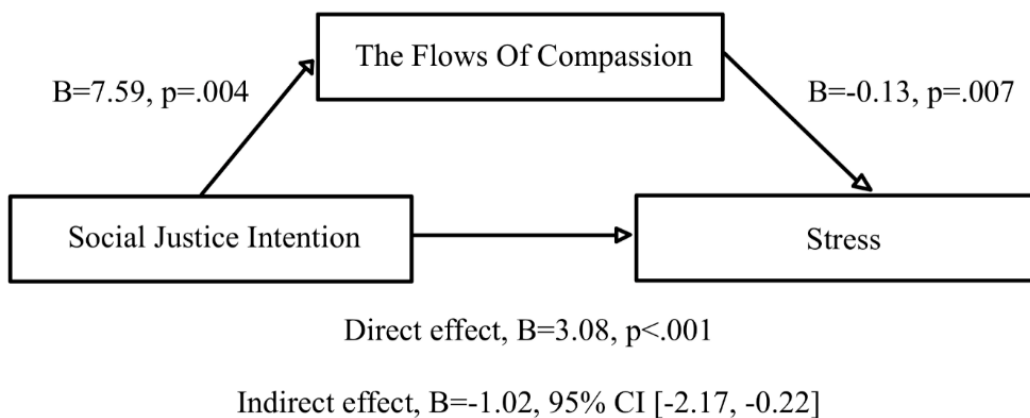 The Flows Of Compassion
B=7.59, p=.004
B=-0.13, p=.007
Social Justice Intention
Stress
Direct effect, B=3.08, p<.001
Indirect effect, B=-1.02, 95% CI [-2.17, -0.22]